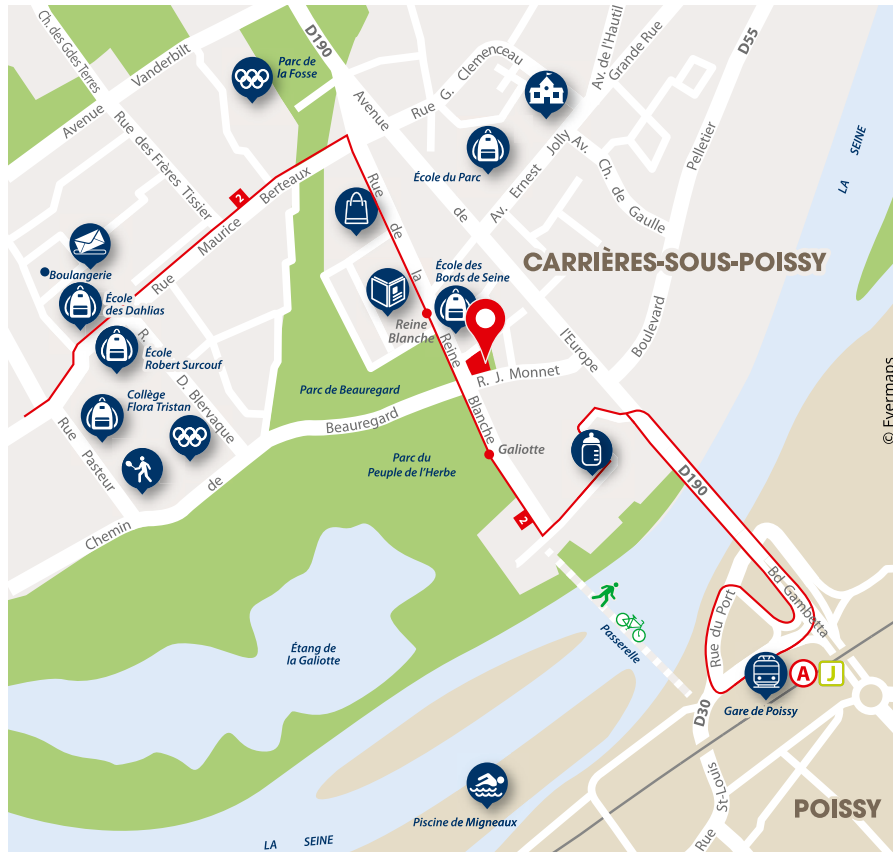 Ch. des Gdes Terres
Avenue Vanderbilt
D190
Parc de
la Fosse
Rue des Frères Tissier
Avenue de l'Europe
Rue G. Clemenceau
Av. de l'Hautil
Grande Rue
D55
LA SEINE
École du Parc
Av. Ernest Jolly
Av. Ch. de Gaulle
Boulevard Pelletier
2
Rue Maurice Berteaux
Rue de la Reine Blanche
CARRIÈRES-SOUS-POISSY
Boulangerie
École
des Dahlias
École des
Bords de Seine
Reine
Blanche
École
Robert Surcouf
R. D. Blervaque
R. J. Monnet
Parc de Beauregard
Collège
Flora Tristan
Rue Pasteur
Chemin de Beauregard
Galiotte
Parc du
Peuple de l'Herbe
D190
2
© Evermaps
Bd Gambetta
Rue du Port
Passerelle
Étang de
la Galiotte
A
J
Gare de Poissy
D30
Piscine de Migneaux
Rue St-Louis
POISSY
LA SEINE